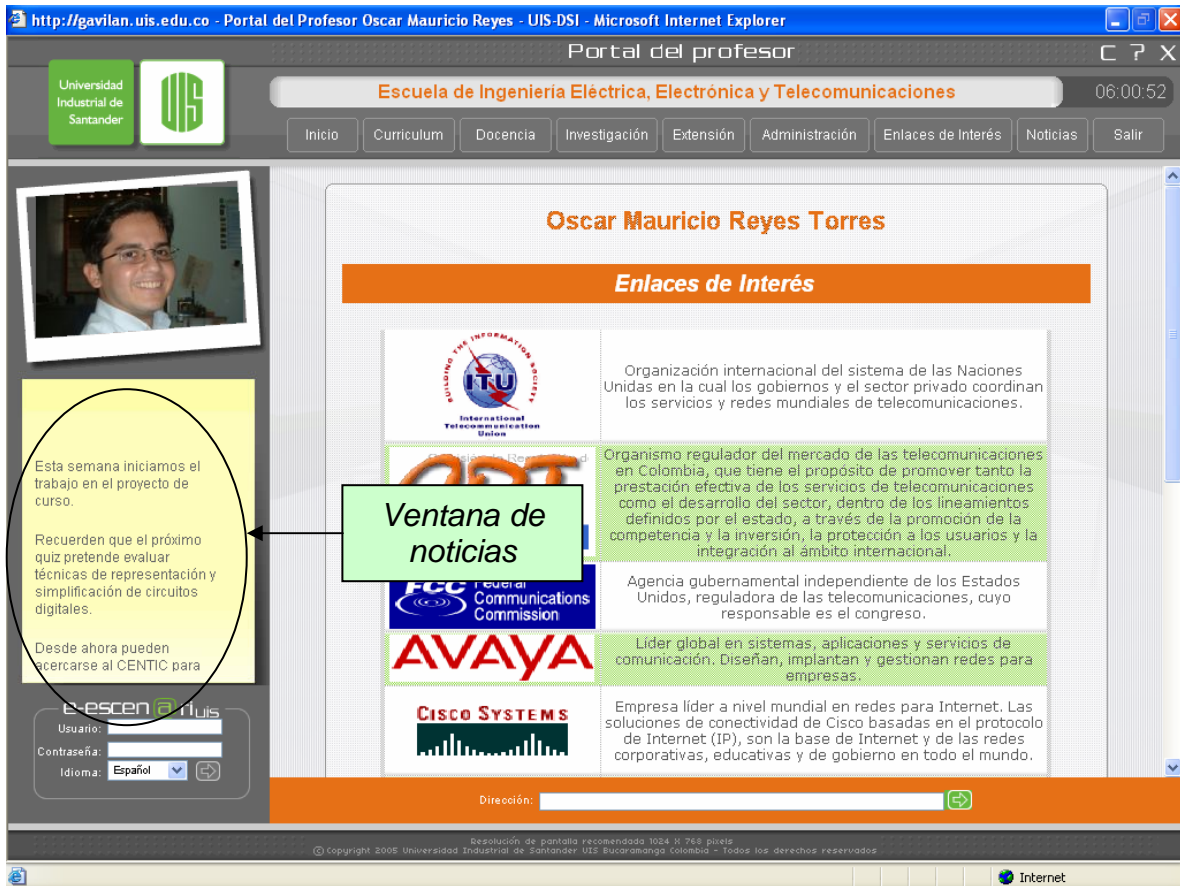 http://gavilan.uis.edu.co - Portal del Profesor Oscar Mauricio Reyes - UIS-DSI - Microsoft Internet Explorer
Portal del profesor
C ? X
Universidad
Industrial de
Santander
UIS
Escuela de Ingeniería Eléctrica, Electrónica y Telecomunicaciones
06:00:52
Inicio
Curriculum
Docencia
Investigación
Extensión
Administración
Enlaces de Interés
Noticias
Salir
Oscar Mauricio Reyes Torres
Enlaces de Interés
BUILDING THE INFORMATION SOCIETY
ITU
International
Telecommunication
Union
Organización internacional del sistema de las Naciones
Unidas en la cual los gobiernos y el sector privado coordinan
los servicios y redes mundiales de telecomunicaciones.
Organismo regulador del mercado de las telecomunicaciones
en Colombia, que tiene el propósito de promover tanto la
prestación efectiva de los servicios de telecomunicaciones
como el desarrollo del sector, dentro de los lineamientos
definidos por el estado, a través de la promoción de la
competencia y la inversión, la protección a los usuarios y la
integración al ámbito internacional.
Ventana de
noticias
FCC Federal
Communications
Commission
Agencia gubernamental independiente de los Estados
Unidos, reguladora de las telecomunicaciones, cuyo
responsable es el congreso.
AVAYA
Líder global en sistemas, aplicaciones y servicios de
comunicación. Diseñan, implantan y gestionan redes para
empresas.
CISCO SYSTEMS
Empresa líder a nivel mundial en redes para Internet. Las
soluciones de conectividad de Cisco basadas en el protocolo
de Internet (IP), son la base de Internet y de las redes
corporativas, educativas y de gobierno en todo el mundo.
Esta semana iniciamos el
trabajo en el proyecto de
curso.
Recuerden que el próximo
quiz pretende evaluar
técnicas de representación y
simplificación de circuitos
digitales.
Desde ahora pueden
acercarse al CENTIC para
e-escen@riuis
Usuario:
Contraseña:
Idioma: Español
Dirección:
Resolución de pantalla recomendada 1024 X 768 pixels
© Copyright 2005 Universidad Industrial de Santander UIS Bucaramanga Colombia - Todos los derechos reservados
Internet